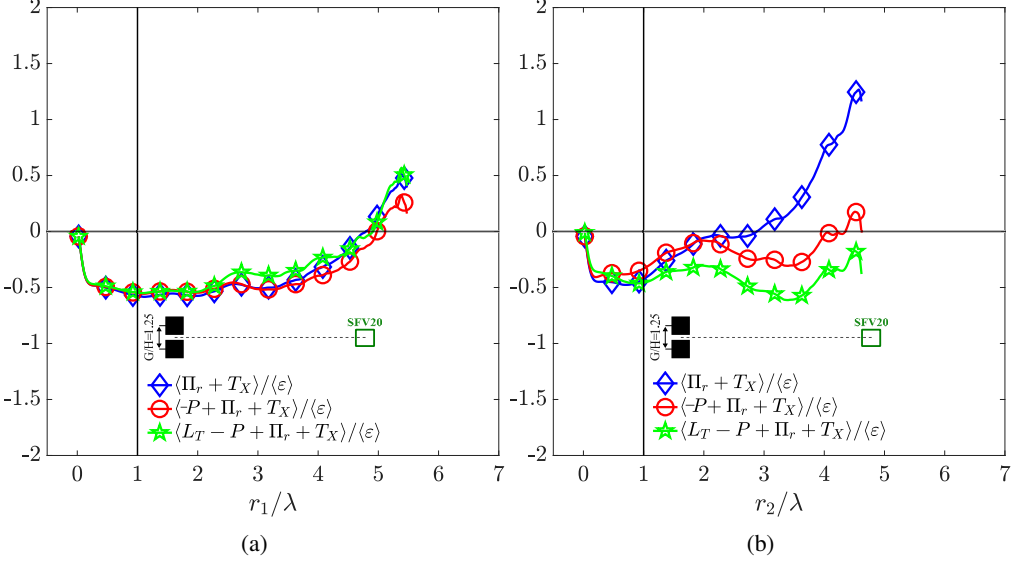 2
1.5
1
0.5
0
-0.5
-1
-1.5
-2
0 1 2 3 4 5 6 7
G/H=1.25
SFV20
⟨Π_r + T_X⟩/⟨ε⟩
⟨-P + Π_r + T_X⟩/⟨ε⟩
⟨L_T − P + Π_r + T_X⟩/⟨ε⟩
r_1/λ
(a)
2
1.5
1
0.5
0
-0.5
-1
-1.5
-2
0 1 2 3 4 5 6 7
G/H=1.25
SFV20
⟨Π_r + T_X⟩/⟨ε⟩
⟨-P + Π_r + T_X⟩/⟨ε⟩
⟨L_T − P + Π_r + T_X⟩/⟨ε⟩
r_2/λ
(b)